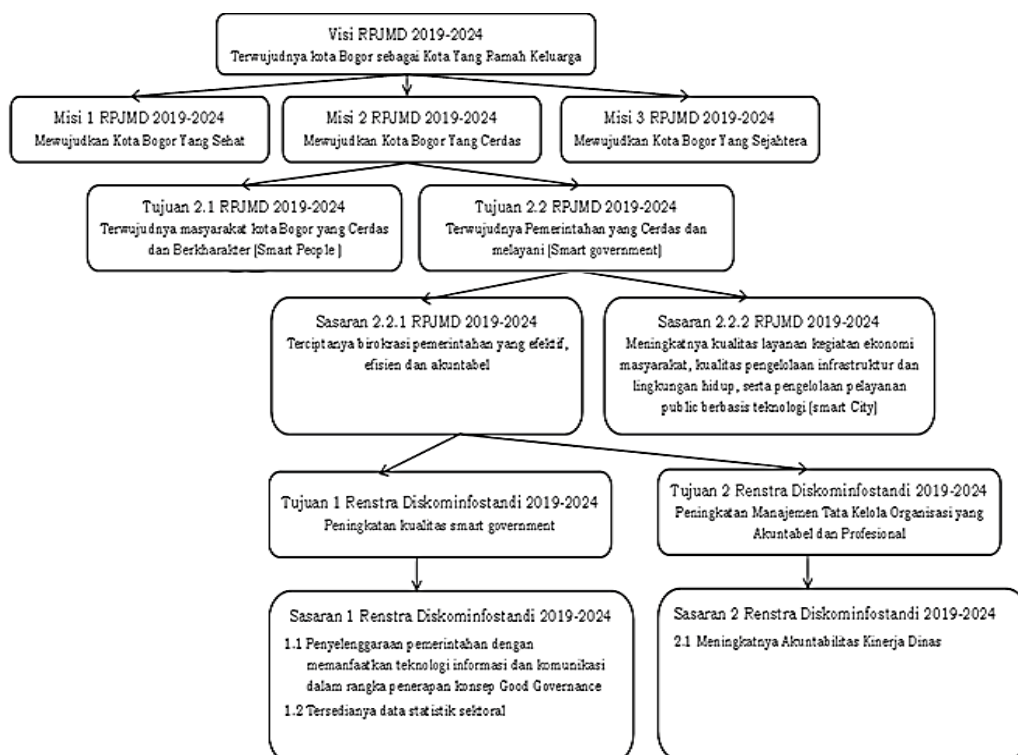 Visi RPJMD 2019-2024
Terwujudnya kota Bogor sebagai Kota Yang Ramah Keluarga
Misi 1 RPJMD 2019-2024
Mewujudkan Kota Bogor Yang Sehat
Misi 2 RPJMD 2019-2024
Mewujudkan Kota Bogor Yang Cerdas
Misi 3 RPJMD 2019-2024
Mewujudkan Kota Bogor Yang Sejahtera
Tujuan 2.1 RPJMD 2019-2024
Terwujudnya masyarakat kota Bogor yang Cerdas
dan Berkharakter (Smart People )
Tujuan 2.2 RPJMD 2019-2024
Terwujudnya Pemerintahan yang Cerdas dan
melayani (Smart government)
Sasaran 2.2.1 RPJMD 2019-2024
Terciptanya birokrasi pemerintahan yang efektif,
efisien dan akuntabel
Sasaran 2.2.2 RPJMD 2019-2024
Meningkatnya kualitas layanan kegiatan ekonomi
masyarakat, kualitas pengelolaan infrastruktur dan
lingkungan hidup, serta pengelolaan pelayanan
public berbasis teknologi (smart City)
Tujuan 1 Renstra Diskominfostandi 2019-2024
Peningkatan kualitas smart government
Tujuan 2 Renstra Diskominfostandi 2019-2024
Peningkatan Manajemen Tata Kelola Organisasi yang
Akuntabel dan Profesional
Sasaran 1 Renstra Diskominfostandi 2019-2024
1.1 Penyelenggaraan pemerintahan dengan
memanfaatkan teknologi informasi dan komunikasi
dalam rangka penerapan konsep Good Governance
1.2 Tersedianya data statistik sektoral
Sasaran 2 Renstra Diskominfostandi 2019-2024
2.1 Meningkatnya Akuntabilitas Kinerja Dinas